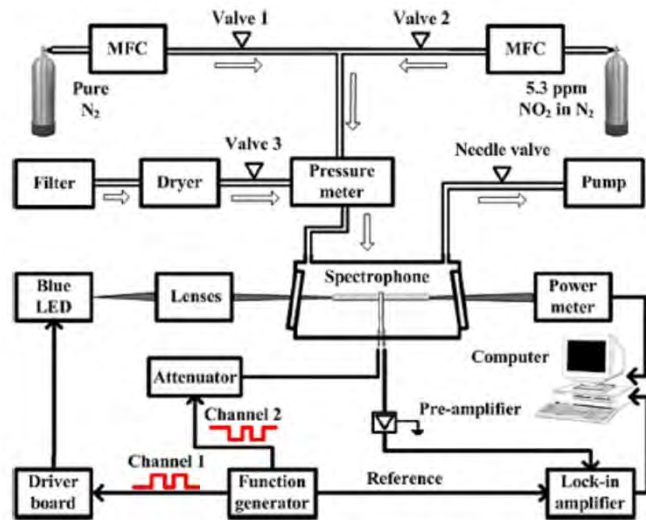 Valve 1
Valve 2
MFC
MFC
Pure
N₂
5.3 ppm
NO₂ in N₂
Valve 3
Needle valve
Filter
Dryer
Pressure
meter
Pump
Spectrophone
Blue
LED
Lenses
Power
meter
Computer
Attenuator
Pre-amplifier
Channel 2
Channel 1
Driver
board
Function
generator
Reference
Lock-in
amplifier